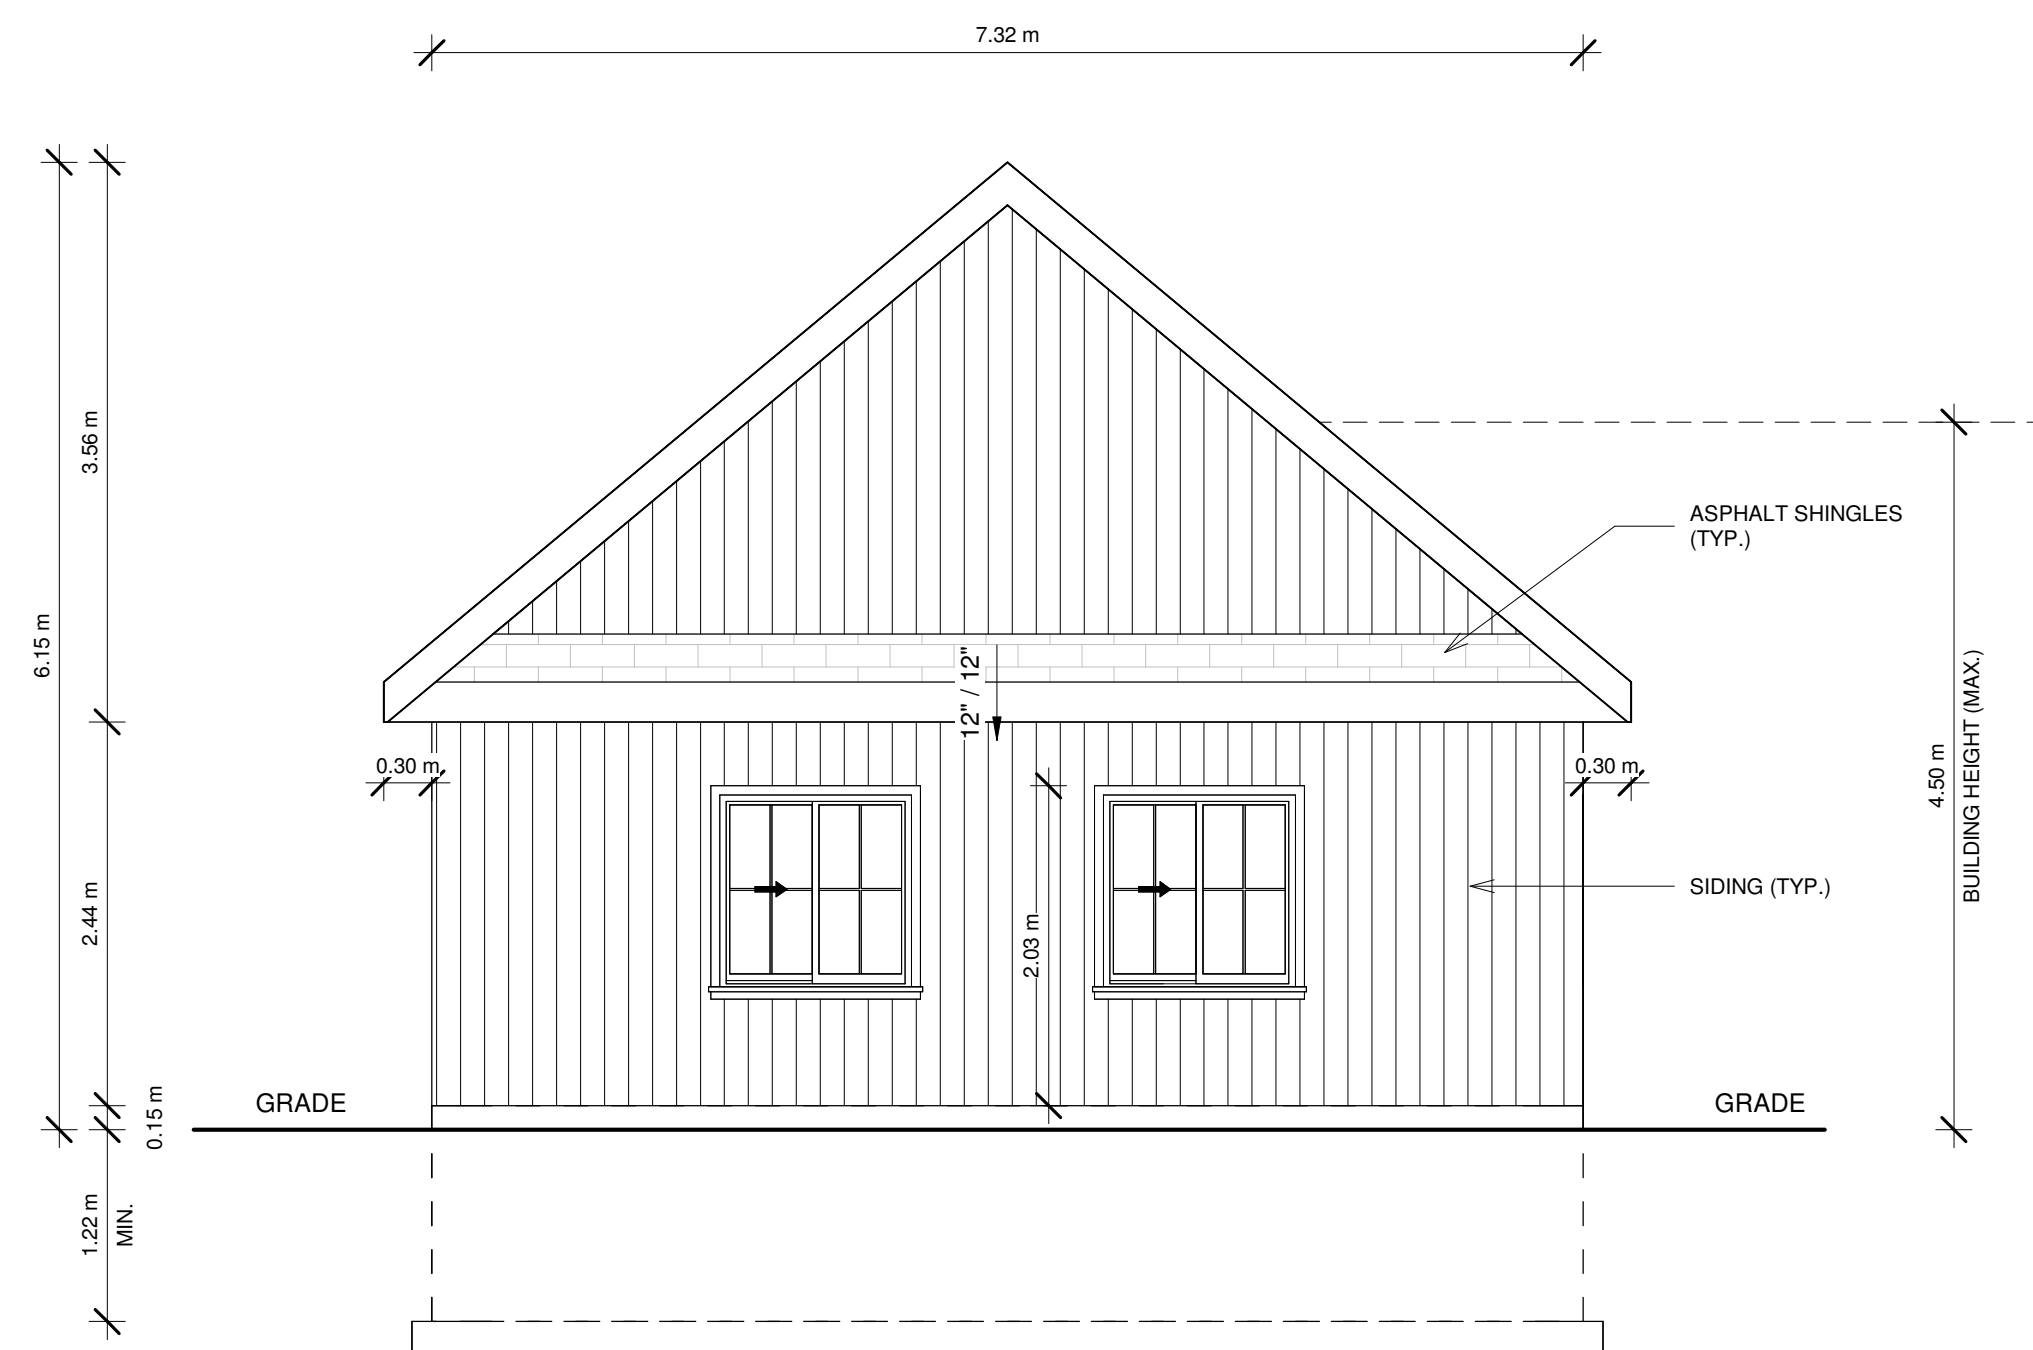 7.32 m
3.56 m
6.15 m
ASPHALT SHINGLES
(TYP.)
12" / 12"
0.30 m
0.30 m
4.50 m
BUILDING HEIGHT (MAX.)
2.44 m
2.03 m
SIDING (TYP.)
0.15 m
GRADE
GRADE
1.22 m
MIN.